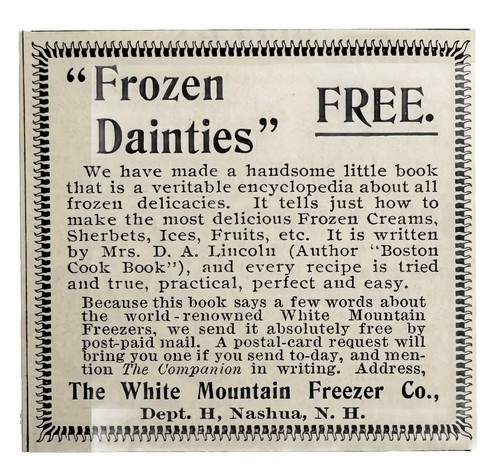 "Frozen
Dainties"
FREE.
We have made a handsome little book
that is a veritable encyclopedia about all
frozen delicacies. It tells just how to
make the most delicious Frozen Creams,
Sherbets, Ices, Fruits, etc. It is written
by Mrs. D. A. Lincoln (Author "Boston
Cook Book"), and every recipe is tried
and true, practical, perfect and easy.
Because this book says a few words about
the world-renowned White Mountain
Freezers, we send it absolutely free by
post-paid mail. A postal-card request will
bring you one if you send to-day, and men-
tion The Companion in writing. Address,
The White Mountain Freezer Co.,
Dept. H, Nashua, N. H.